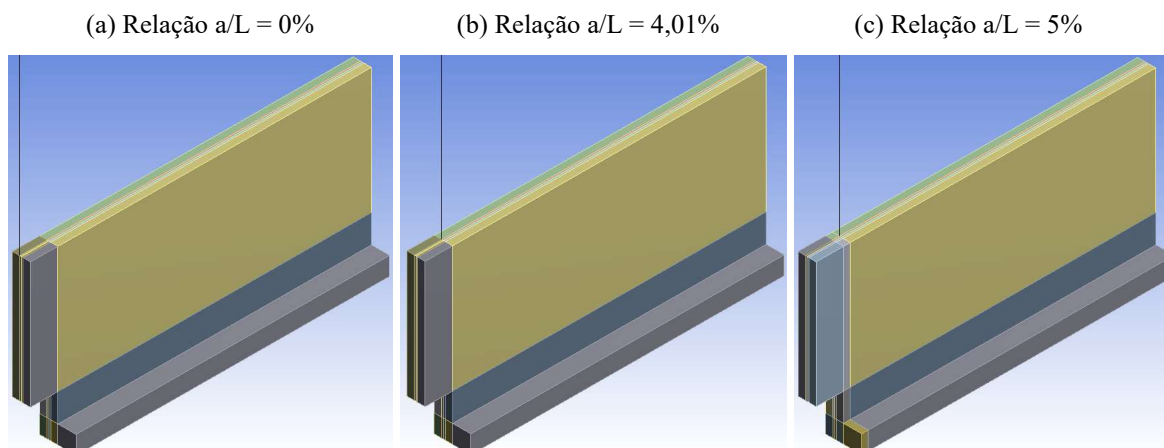 (a) Relação a/L = 0% (b) Relação a/L = 4,01% (c) Relação a/L = 5%